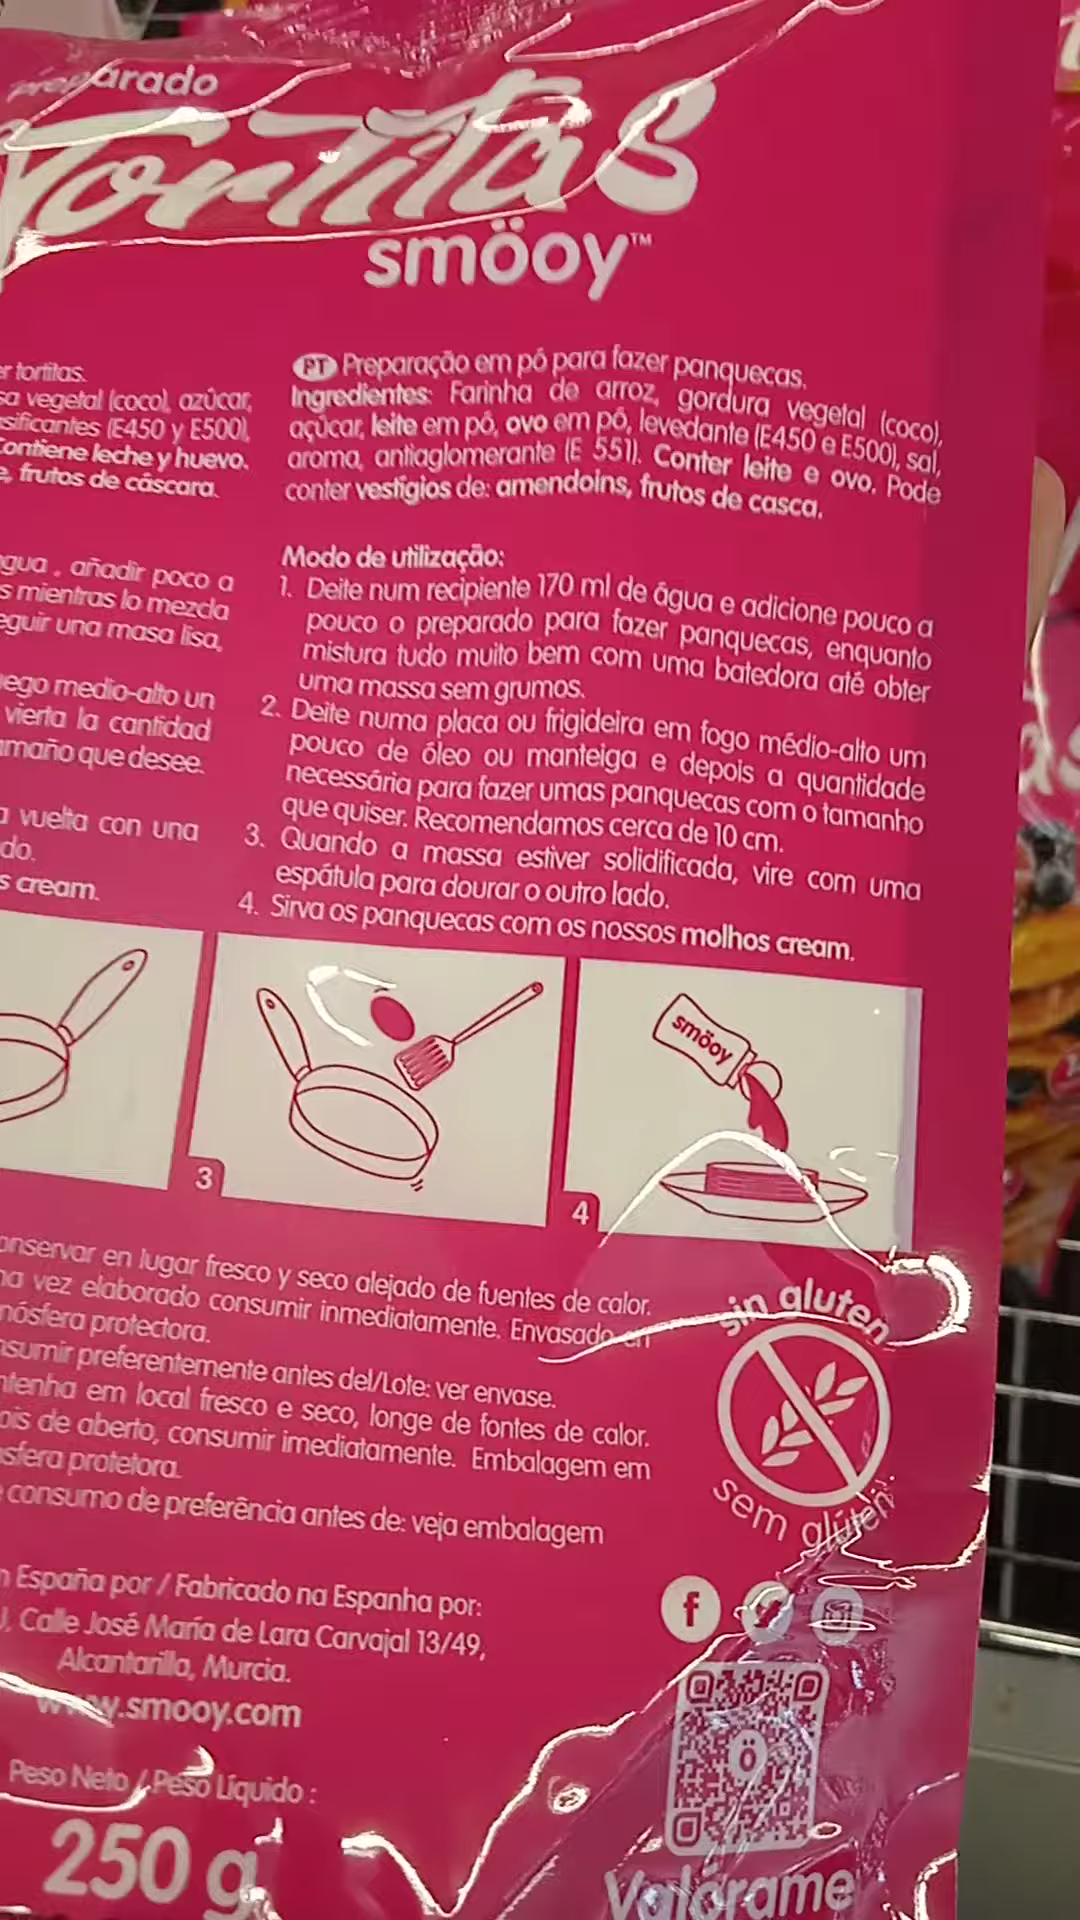 preparado
Tortitas
smöoy™
er tortitas.
sa vegetal (coco), azúcar,
sificantes (E450 y E500),
Contiene leche y huevo.
e, frutos de cáscara.
PT Preparação em pó para fazer panquecas.
Ingredientes: Farinha de arroz, gordura vegetal (coco),
açúcar, leite em pó, ovo em pó, levedante (E450 e E500), sal,
aroma, antiaglomerante (E 551). Conter leite e ovo. Pode
conter vestígios de: amendoins, frutos de casca.
agua , añadir poco a
s mientras lo mezcla
eguir una masa lisa,
uego medio-alto un
vierta la cantidad
amaño que desee.
a vuelta con una
do.
s cream.
Modo de utilização:
1. Deite num recipiente 170 ml de água e adicione pouco a
pouco o preparado para fazer panquecas, enquanto
mistura tudo muito bem com uma batedora até obter
uma massa sem grumos.
2. Deite numa placa ou frigideira em fogo médio-alto um
pouco de óleo ou manteiga e depois a quantidade
necessária para fazer umas panquecas com o tamanho
que quiser. Recomendamos cerca de 10 cm.
3. Quando a massa estiver solidificada, vire com uma
espátula para dourar o outro lado.
4. Sirva os panquecas com os nossos molhos cream.
smöoy
3
4
onservar en lugar fresco y seco alejado de fuentes de calor.
na vez elaborado consumir inmediatamente. Envasado en
mósfera protectora.
nsumir preferentemente antes del/Lote: ver envase.
ntenha em local fresco e seco, longe de fontes de calor.
ois de aberto, consumir imediatamente. Embalagem em
osfera protetora.
e consumo de preferência antes de: veja embalagem
sin gluten
sem glúten
n España por / Fabricado na Espanha por:
Calle José María de Lara Carvajal 13/49,
Alcantarilla, Murcia.
www.smooy.com
f
ö
Peso Neto / Peso Líquido :
250 g
Valórame